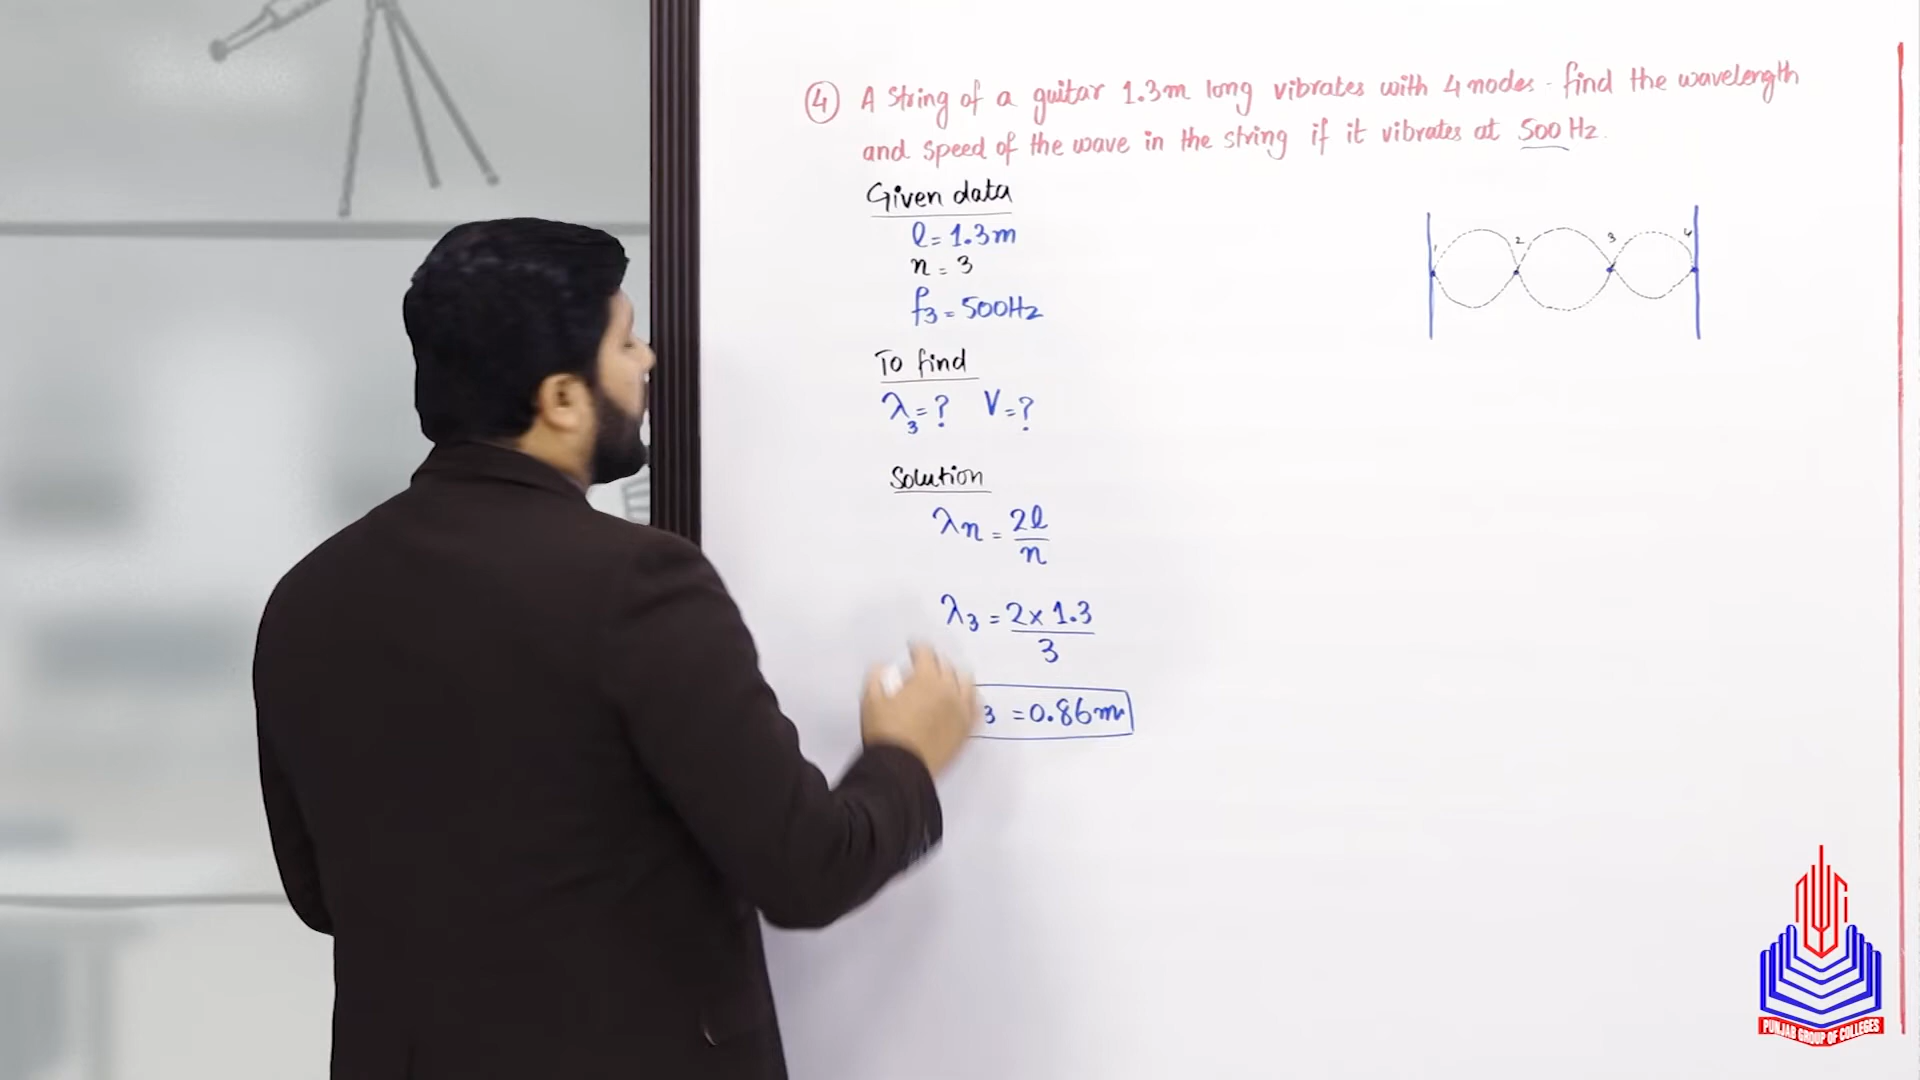 ④ A string of a guitar 1.3m long vibrates with 4 nodes - find the wavelength
and speed of the wave in the string if it vibrates at 500 Hz.
Given data
l = 1.3m
n = 3
f₃ = 500Hz
1 2 3 4
To find
λ₃ = ? V = ?
Solution
λn = 2l/n
λ₃ = 2 x 1.3/3
3 = 0.86m
PUNJAB GROUP OF COLLEGES